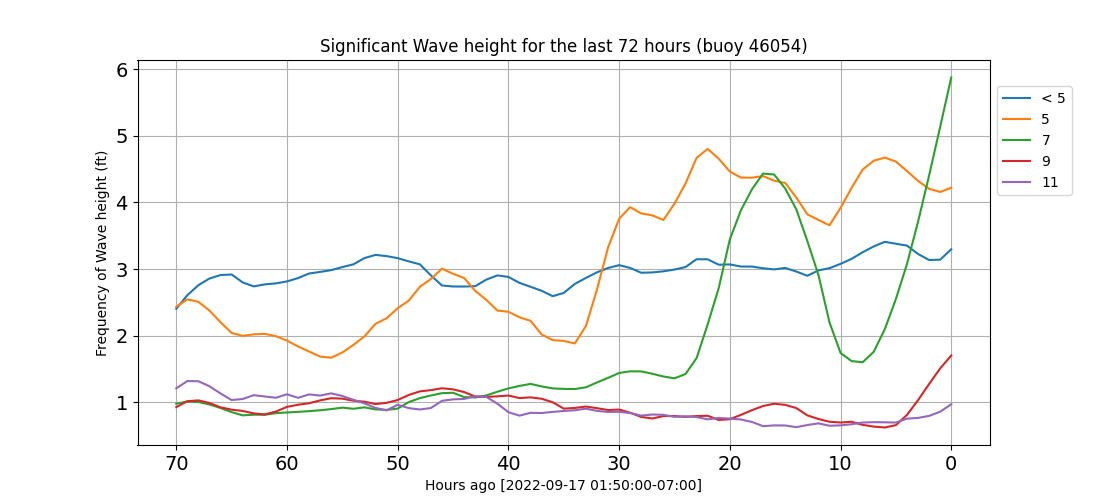 Significant Wave height for the last 72 hours (buoy 46054)
Frequency of Wave height (ft)
6
5
4
3
2
1
70 60 50 40 30 20 10 0
Hours ago [2022-09-17 01:50:00-07:00]
< 5
5
7
9
11